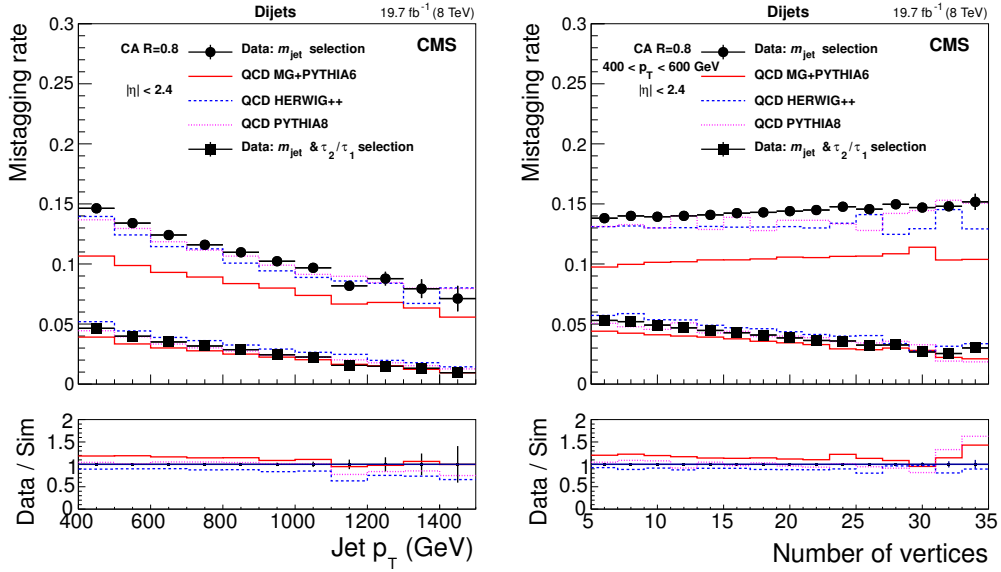 Dijets 19.7 fb⁻¹ (8 TeV)
CMS
CA R=0.8
|η| < 2.4
Data: m_jet selection
QCD MG+PYTHIA6
QCD HERWIG++
QCD PYTHIA8
Data: m_jet & τ₂/τ₁ selection
Mistagging rate
0.3
0.25
0.2
0.15
0.1
0.05
0
Data / Sim
2
1.5
1
0.5
0
400 600 800 1000 1200 1400
Jet p_T (GeV)
Dijets 19.7 fb⁻¹ (8 TeV)
CMS
CA R=0.8
400 < p_T < 600 GeV
|η| < 2.4
Data: m_jet selection
QCD MG+PYTHIA6
QCD HERWIG++
QCD PYTHIA8
Data: m_jet & τ₂/τ₁ selection
Mistagging rate
0.3
0.25
0.2
0.15
0.1
0.05
0
Data / Sim
2
1.5
1
0.5
0
5 10 15 20 25 30 35
Number of vertices